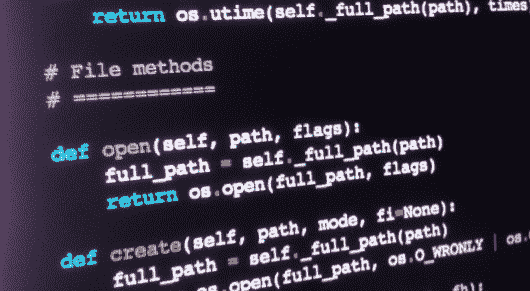 return os.utime(self._full_path(path), times
# File methods
# ============
def open(self, path, flags):
full_path = self._full_path(path)
return os.open(full_path, flags)
def create(self, path, mode, fi=None):
full_path = self._full_path(path)
os.open(full_path, os.O_WRONLY | os.
fh):